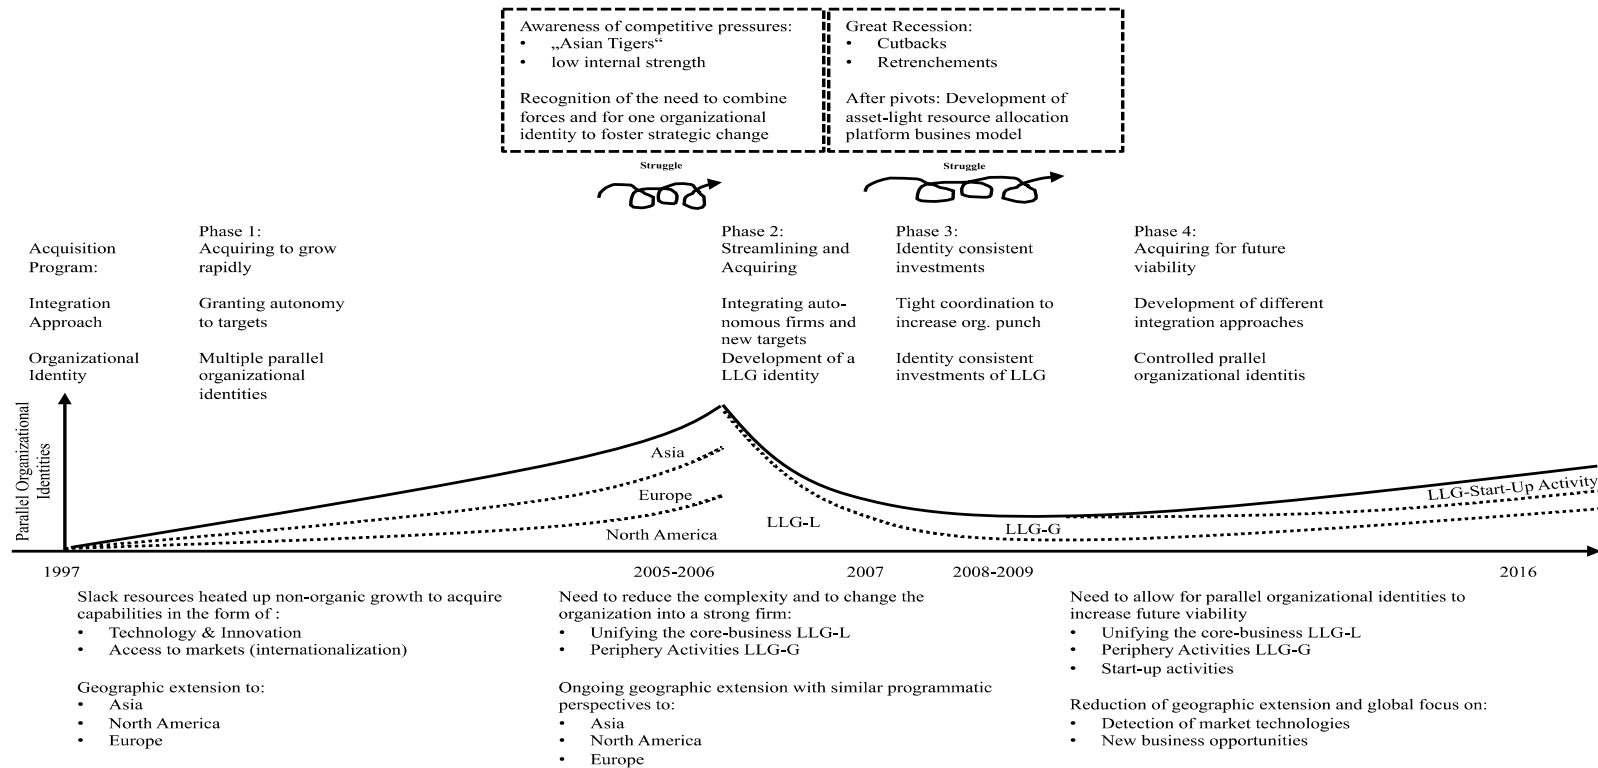 Awareness of competitive pressures:
• „Asian Tigers“
• low internal strength
Recognition of the need to combine
forces and for one organizational
identity to foster strategic change
Great Recession:
• Cutbacks
• Retrenchements
After pivots: Development of
asset-light resource allocation
platform busines model
Struggle
Struggle
Acquisition
Program:
Phase 1:
Acquiring to grow
rapidly
Phase 2:
Streamlining and
Acquiring
Phase 3:
Identity consistent
investments
Phase 4:
Acquiring for future
viability
Integration
Approach
Granting autonomy
to targets
Integrating auto-
nomous firms and
new targets
Tight coordination to
increase org. punch
Development of different
integration approaches
Organizational
Identity
Multiple parallel
organizational
identities
Development of a
LLG identity
Identity consistent
investments of LLG
Controlled prallel
organizational identitis
Parallel Organizational
Identities
Asia
Europe
North America
LLG-L
LLG-G
LLG-Start-Up Activity
1997
2005-2006
2007
2008-2009
2016
Slack resources heated up non-organic growth to acquire
capabilities in the form of :
• Technology & Innovation
• Access to markets (internationalization)
Geographic extension to:
• Asia
• North America
• Europe
Need to reduce the complexity and to change the
organization into a strong firm:
• Unifying the core-business LLG-L
• Periphery Activities LLG-G
Ongoing geographic extension with similar programmatic
perspectives to:
• Asia
• North America
• Europe
Need to allow for parallel organizational identities to
increase future viability
• Unifying the core-business LLG-L
• Periphery Activities LLG-G
• Start-up activities
Reduction of geographic extension and global focus on:
• Detection of market technologies
• New business opportunities